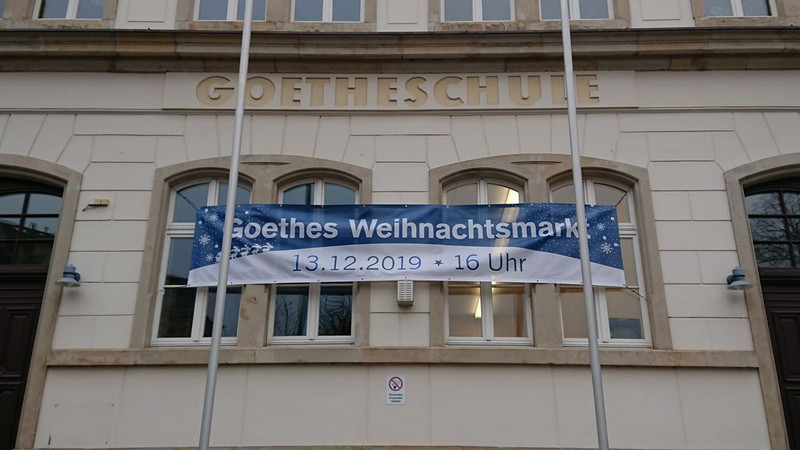 GOETHESCHULE
Goethes Weihnachtsmarkt
13.12.2019 * 16 Uhr